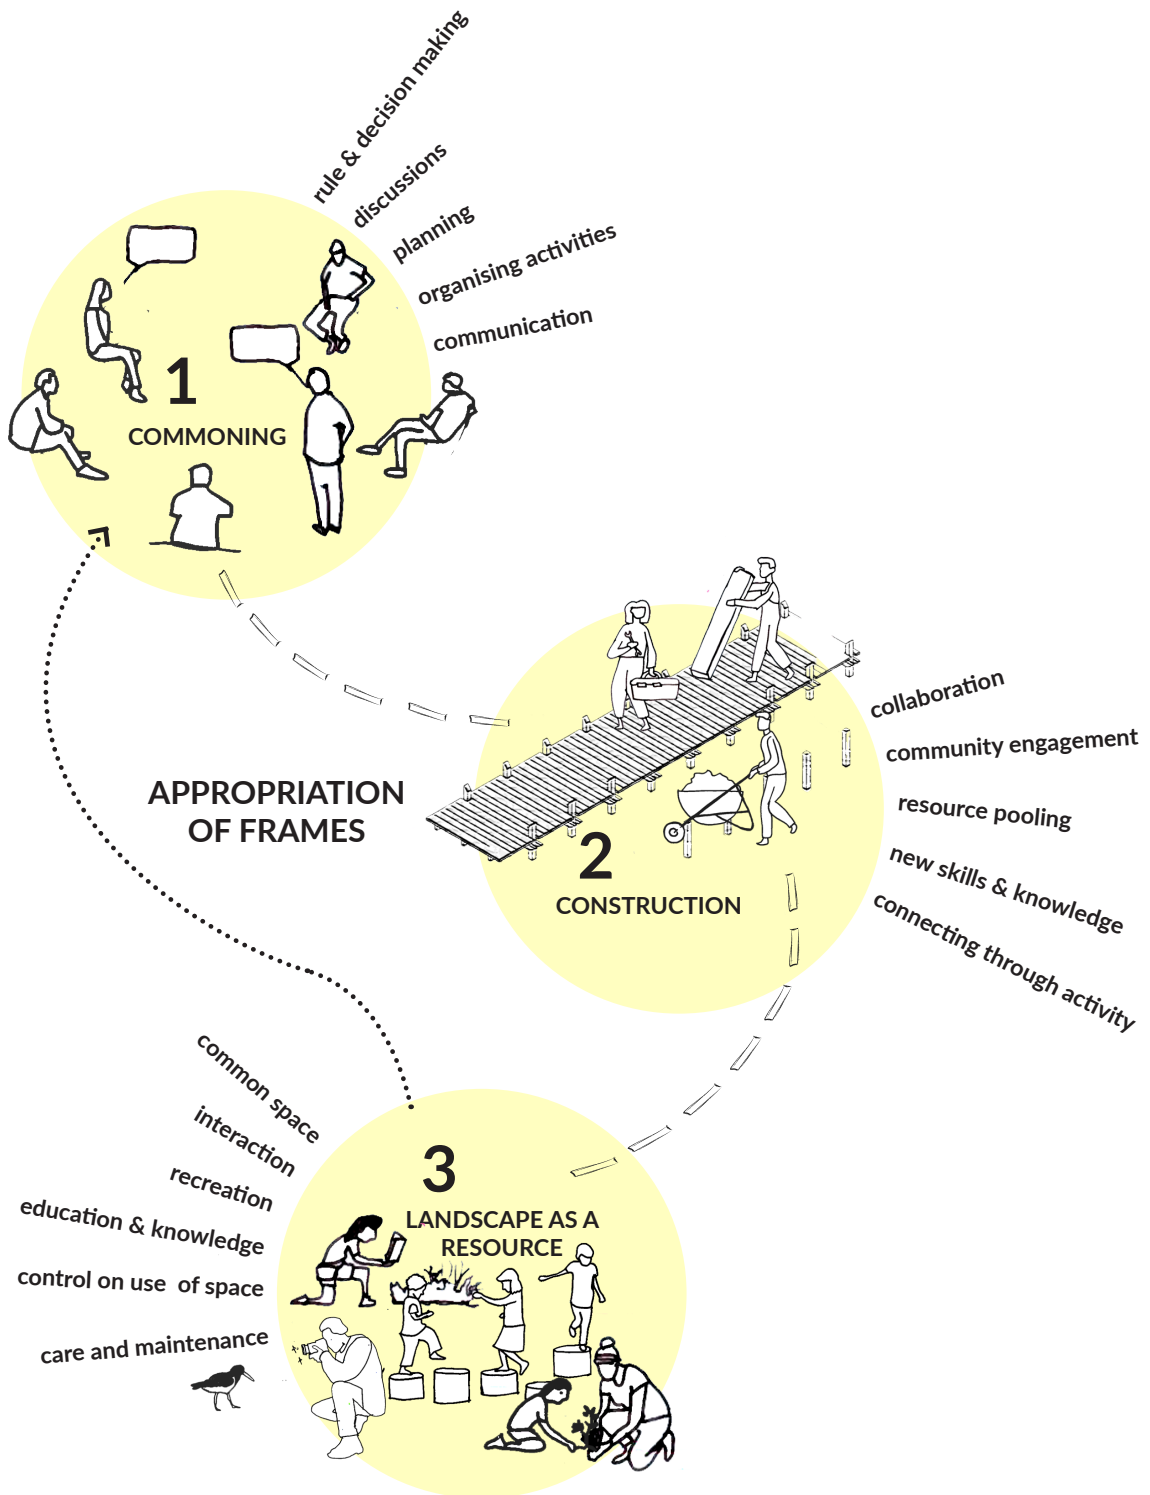 rule & decision making
discussions
planning
organising activities
communication
1
COMMONING
collaboration
community engagement
resource pooling
new skills & knowledge
connecting through activity
APPROPRIATION
OF FRAMES
2
CONSTRUCTION
common space
interaction
recreation
education & knowledge
control on use of space
care and maintenance
3
LANDSCAPE AS A
RESOURCE